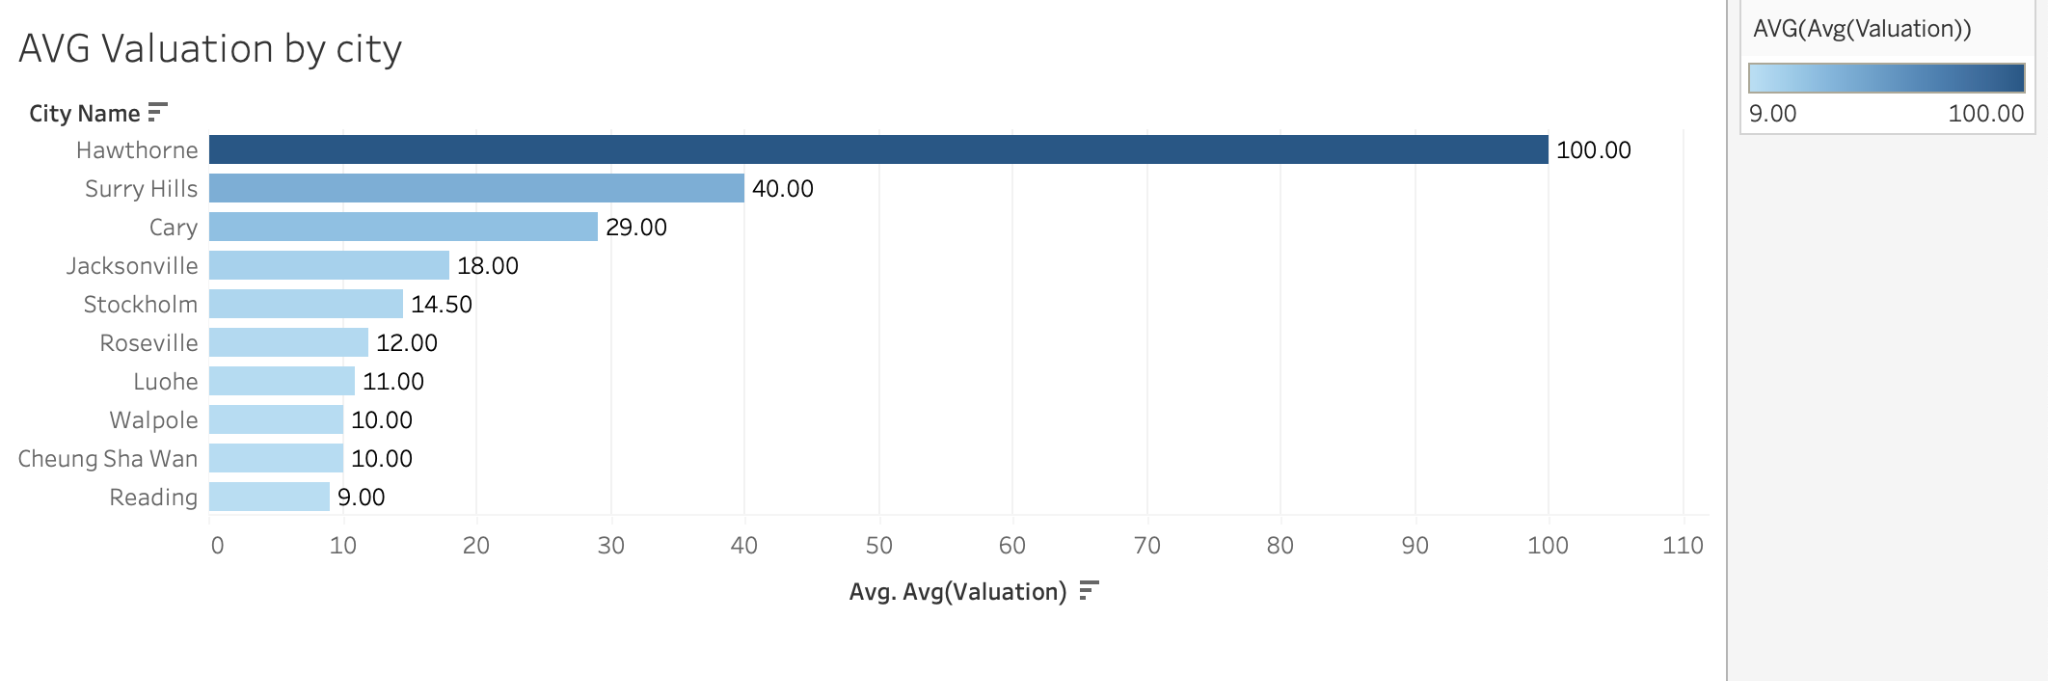 AVG Valuation by city
City Name
Hawthorne 100.00
Surry Hills 40.00
Cary 29.00
Jacksonville 18.00
Stockholm 14.50
Roseville 12.00
Luohe 11.00
Walpole 10.00
Cheung Sha Wan 10.00
Reading 9.00
0 10 20 30 40 50 60 70 80 90 100 110
Avg. Avg(Valuation)
AVG(Avg(Valuation))
9.00 100.00